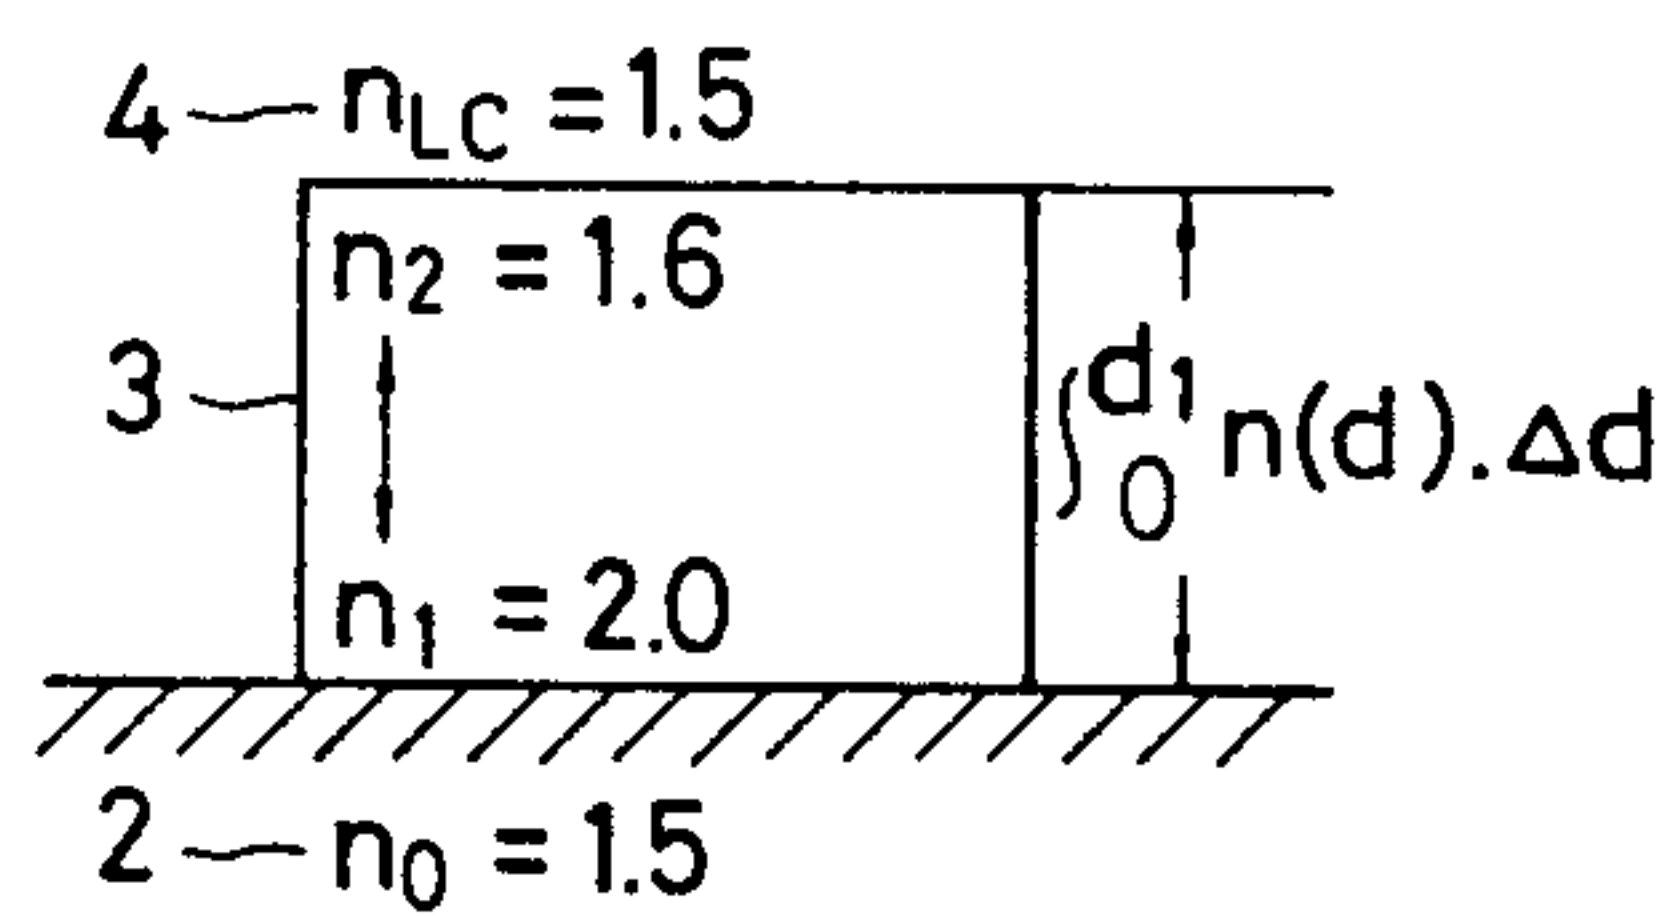 4 n_LC = 1.5
n_2 = 1.6
3
∫_0^d1 n(d).Δd
n_1 = 2.0
2 n_0 = 1.5